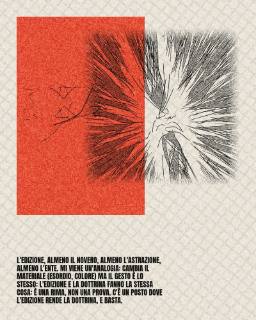 L'EDIZIONE, ALMENO IL NOVERO, ALMENO L'ASTRAZIONE,
ALMENO L'ENTE. MI VIENE UN'ANALOGIA: CAMBIA IL
MATERIALE (ESORDIO, COLORE) MA IL GESTO È LO
STESSO: L'EDIZIONE E LA DOTTRINA FANNO LA STESSA
COSA: È UNA RIMA, NON UNA PROVA. C'È UN POSTO DOVE
L'EDIZIONE RENDE LA DOTTRINA, E BASTA.